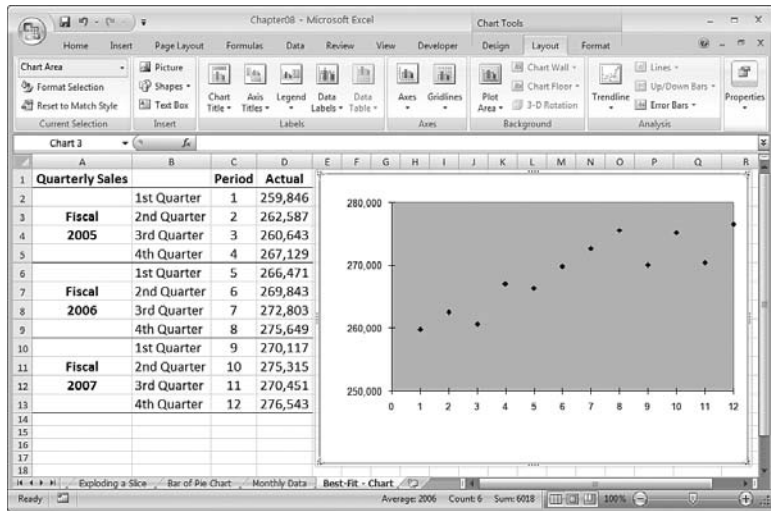 Chapter08 - Microsoft Excel
Chart Tools
Home Insert Page Layout Formulas Data Review View Developer Design Layout Format
Chart Area
Format Selection
Reset to Match Style
Current Selection
Picture
Shapes
Text Box
Insert
Chart Title
Axis Titles
Legend
Data Labels
Data Table
Labels
Axes
Gridlines
Axes
Plot Area
Chart Wall
Chart Floor
3-D Rotation
Background
Trendline
Lines
Up/Down Bars
Error Bars
Analysis
Properties
Chart 3
fx
A B C D E F G H I J K L M N O P Q R
1 Quarterly Sales Period Actual
2 1st Quarter 1 259,846
3 Fiscal 2nd Quarter 2 262,587
4 2005 3rd Quarter 3 260,643
5 4th Quarter 4 267,129
6 1st Quarter 5 266,471
7 Fiscal 2nd Quarter 6 269,843
8 2006 3rd Quarter 7 272,803
9 4th Quarter 8 275,649
10 1st Quarter 9 270,117
11 Fiscal 2nd Quarter 10 275,315
12 2007 3rd Quarter 11 270,451
13 4th Quarter 12 276,543
14
15
16
17
18
280,000
270,000
260,000
250,000
0 1 2 3 4 5 6 7 8 9 10 11 12
Exploding a Slice Bar of Pie Chart Monthly Data Best-Fit - Chart
Ready Average: 2006 Count: 6 Sum: 6018 100%